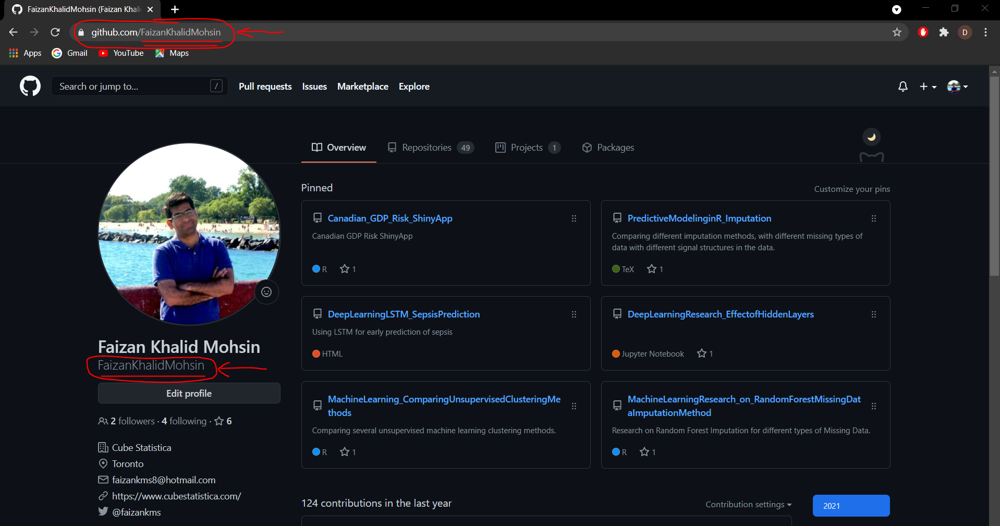 FaizanKhalidMohsin (Faizan Khali
github.com/FaizanKhalidMohsin
D
Apps
Gmail
YouTube
Maps
Search or jump to...
/
Pull requests
Issues
Marketplace
Explore
Overview
Repositories 49
Projects 1
Packages
Faizan Khalid Mohsin
FaizanKhalidMohsin
Edit profile
2 followers · 4 following · 6
Cube Statistica
Toronto
faizankms8@hotmail.com
https://www.cubestatistica.com/
@faizankms
Pinned
Customize your pins
Canadian_GDP_Risk_ShinyApp
Canadian GDP Risk ShinyApp
R 1
PredictiveModelinginR_Imputation
Comparing different imputation methods, with different missing types of
data with different signal structures in the data.
TeX 1
DeepLearningLSTM_SepsisPrediction
Using LSTM for early prediction of sepsis
HTML
DeepLearningResearch_EffectofHiddenLayers
Jupyter Notebook 1
MachineLearning_ComparingUnsupervisedClusteringMe
thods
Comparing several unsupervised machine learning clustering methods.
R 1
MachineLearningResearch_on_RandomForestMissingDat
aImputationMethod
Research on Random Forest Imputation for different types of Missing Data.
R 1
124 contributions in the last year
Contribution settings
2021